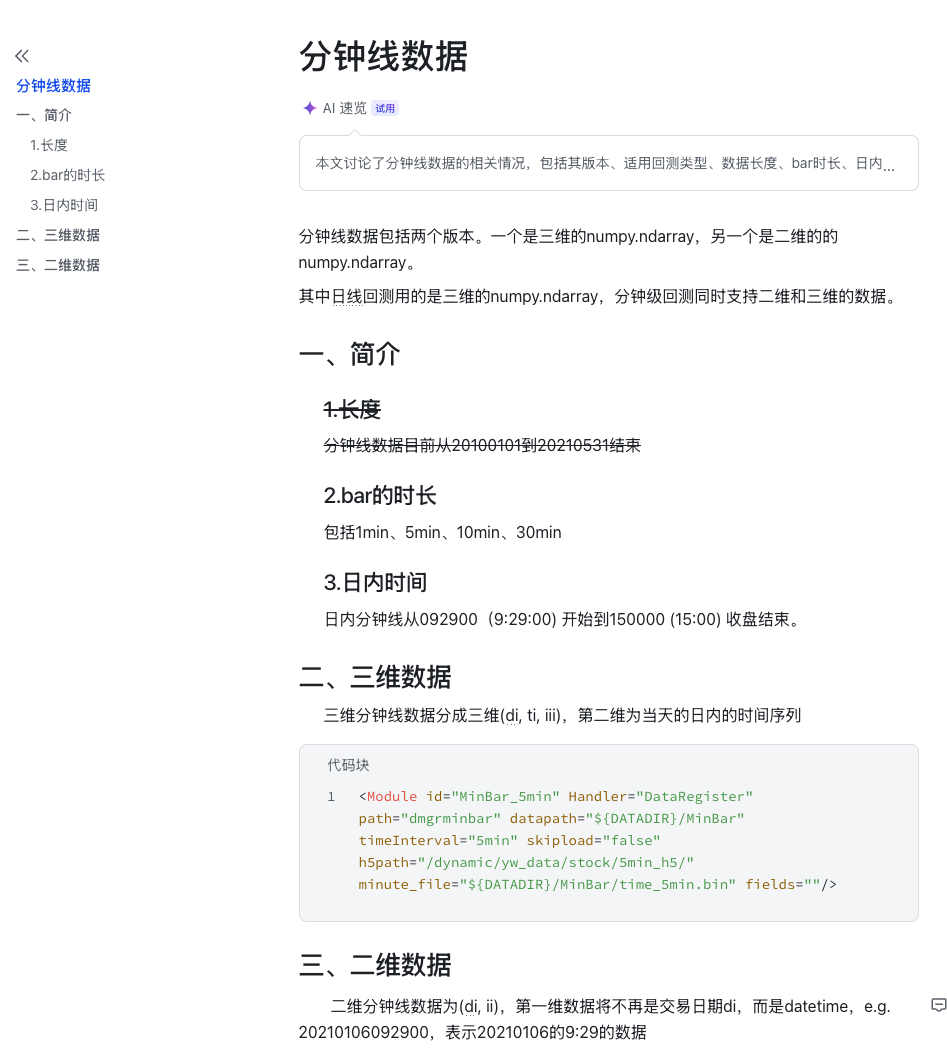 分钟线数据
一、简介
1.长度
2.bar的时长
3.日内时间
二、三维数据
三、二维数据
分钟线数据
AI 速览 试用
本文讨论了分钟线数据的相关情况，包括其版本、适用回测类型、数据长度、bar时长、日内...
分钟线数据包括两个版本。一个是三维的numpy.ndarray，另一个是二维的的
numpy.ndarray。
其中日线回测用的是三维的numpy.ndarray，分钟级回测同时支持二维和三维的数据。
一、简介
1.长度
分钟线数据目前从20100101到20210531结束
2.bar的时长
包括1min、5min、10min、30min
3.日内时间
日内分钟线从092900（9:29:00) 开始到150000 (15:00) 收盘结束。
二、三维数据
三维分钟线数据分成三维(di, ti, iii)，第二维为当天的日内的时间序列
代码块
1 <Module id="MinBar_5min" Handler="DataRegister"
path="dmgrminbar" datapath="${DATADIR}/MinBar"
timeInterval="5min" skipload="false"
h5path="/dynamic/yw_data/stock/5min_h5/"
minute_file="${DATADIR}/MinBar/time_5min.bin" fields=""/>
三、二维数据
二维分钟线数据为(di, ii)，第一维数据将不再是交易日期di，而是datetime，e.g.
20210106092900，表示20210106的9:29的数据